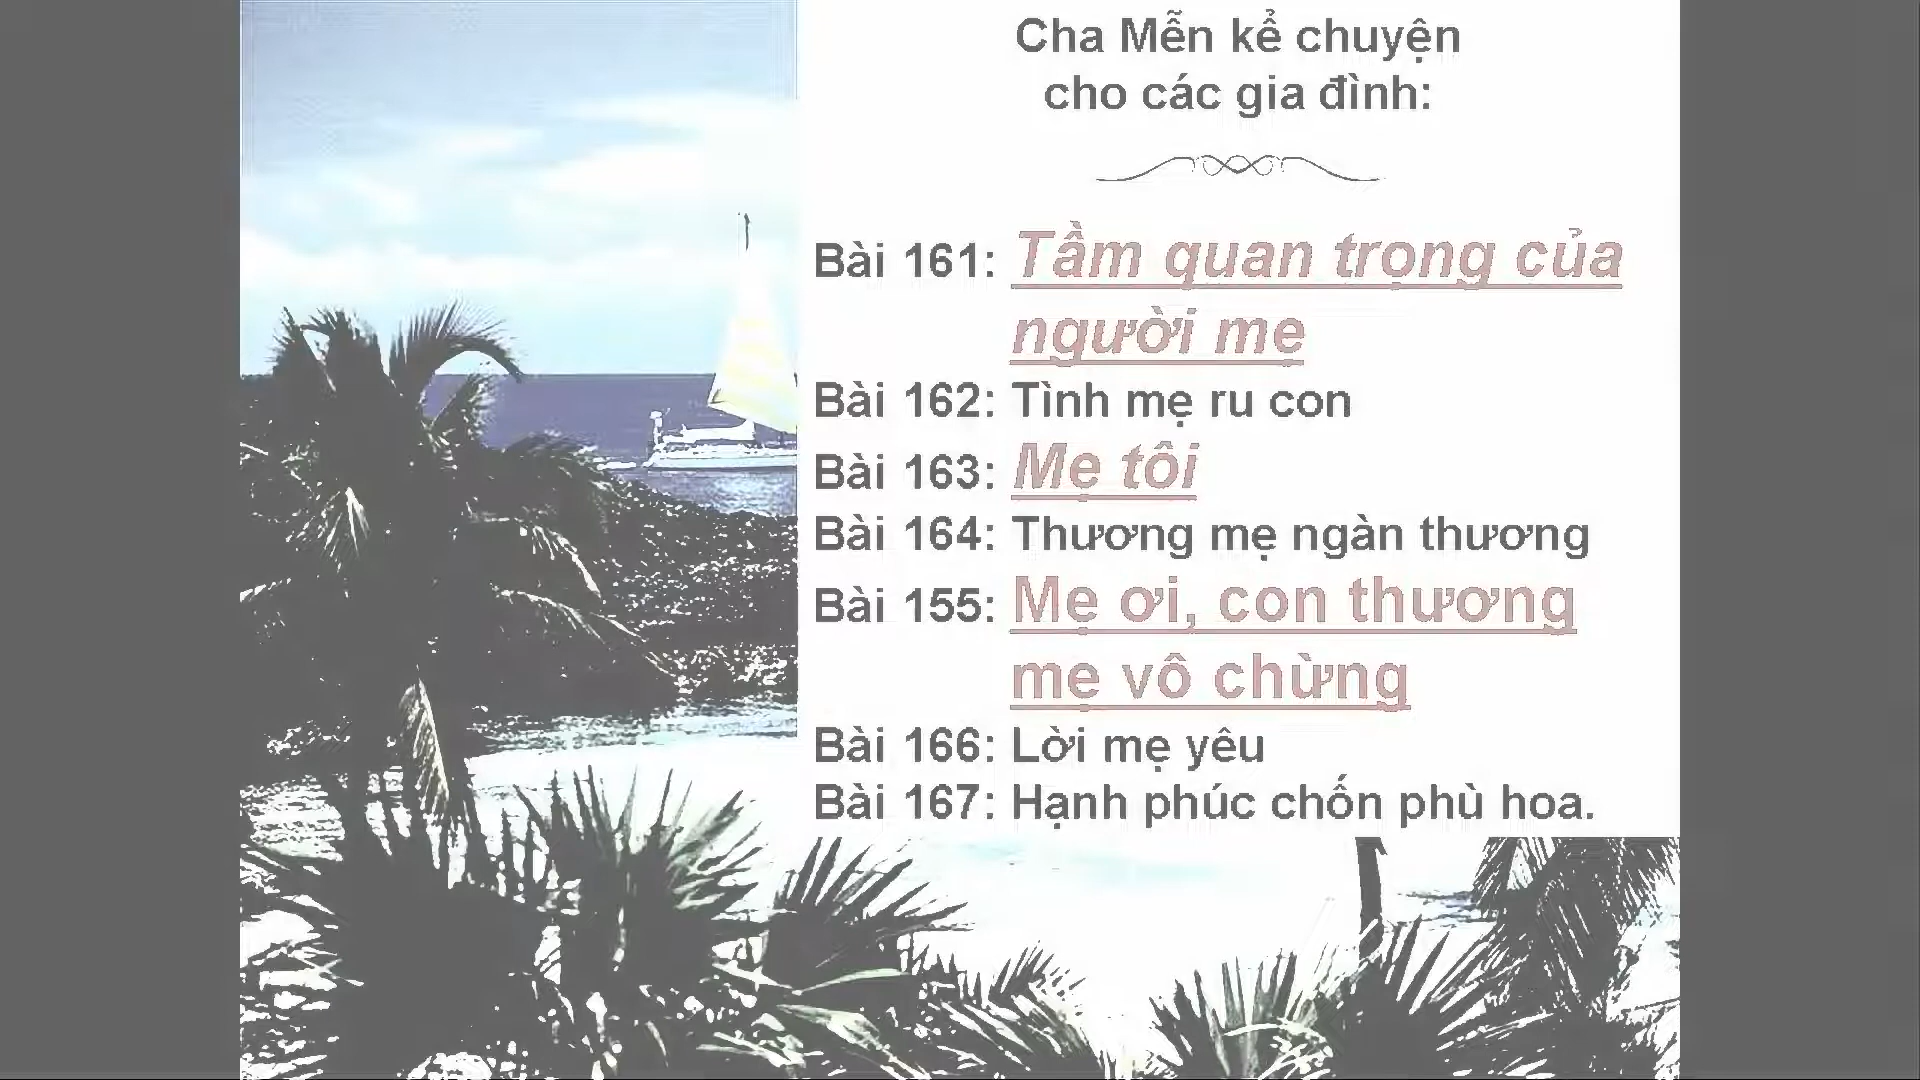 Cha Mễn kể chuyện
cho các gia đình:
Bài 161: Tầm quan trọng của
người mẹ
Bài 162: Tình mẹ ru con
Bài 163: Mẹ tôi
Bài 164: Thương mẹ ngàn thương
Bài 155: Mẹ ơi, con thương
mẹ vô chừng
Bài 166: Lời mẹ yêu
Bài 167: Hạnh phúc chốn phù hoa.